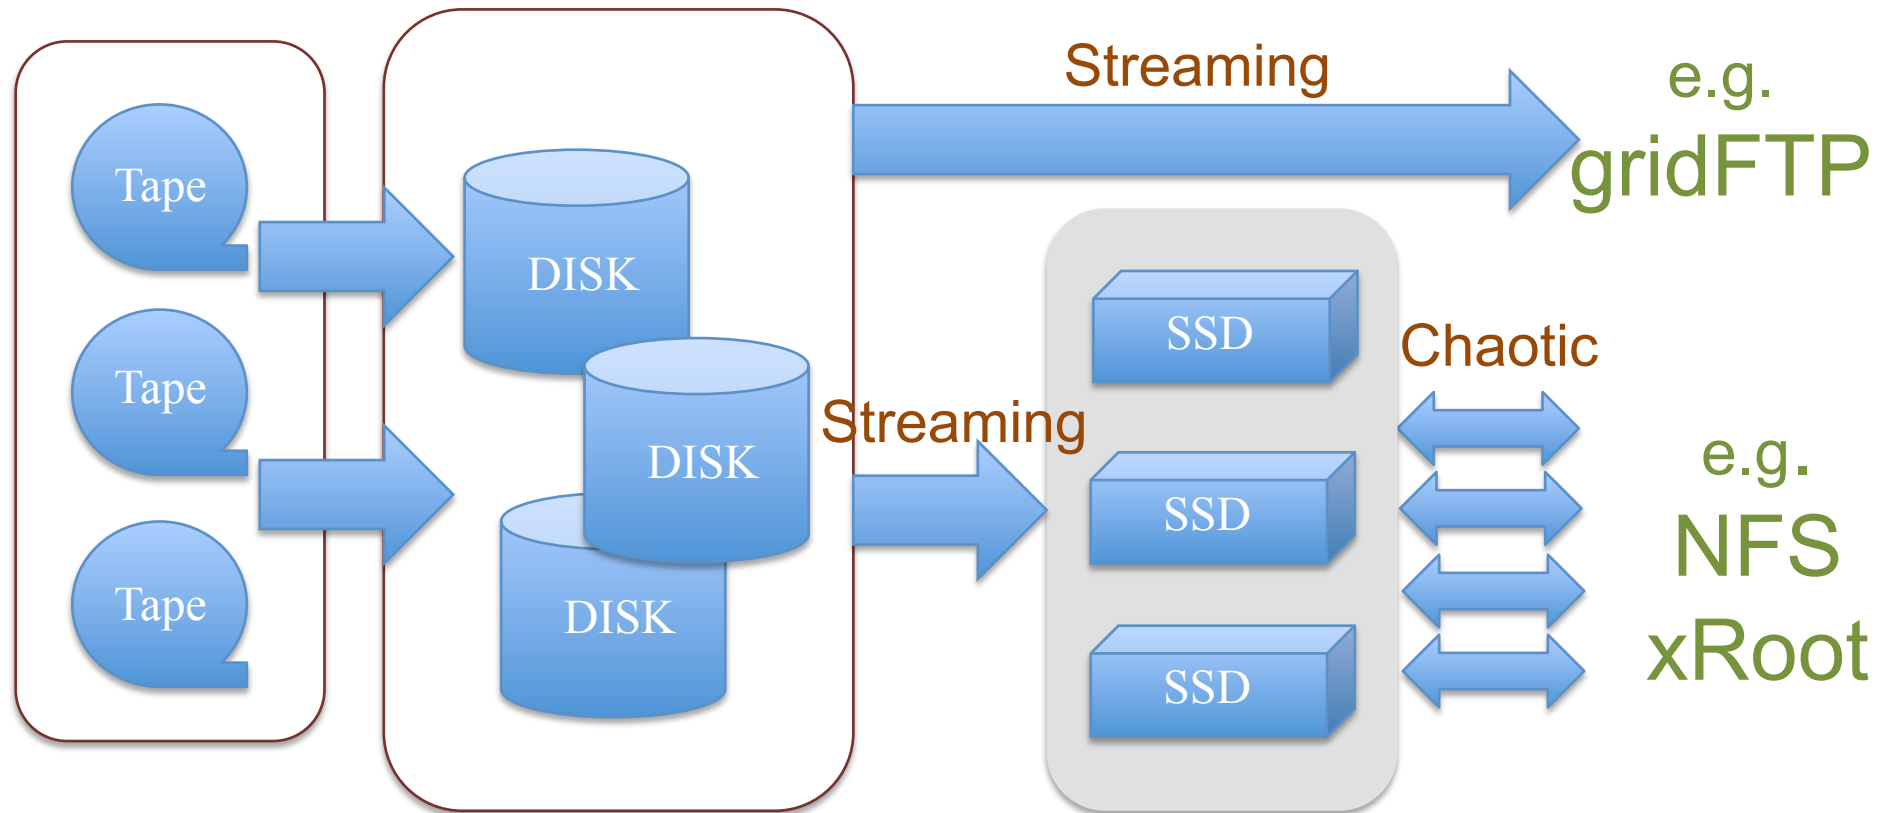 Tape
Tape
Tape
DISK
DISK
DISK
Streaming
e.g.
gridFTP
Streaming
SSD
SSD
SSD
Chaotic
e.g.
NFS
xRoot